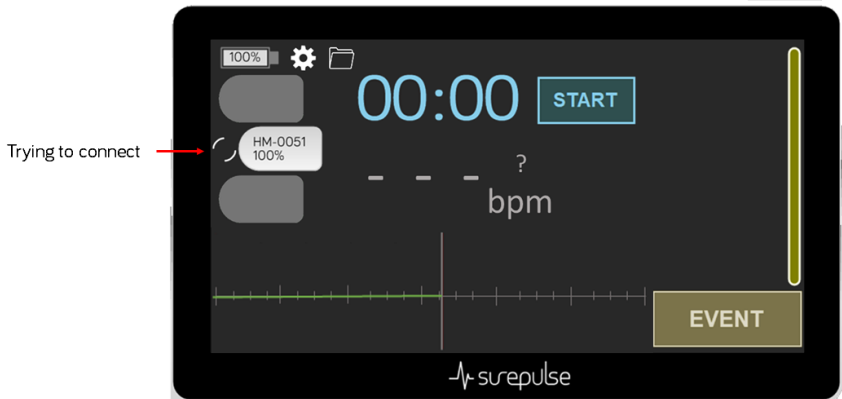 100%
00:00
START
Trying to connect
HM-0051
100%
- - - ?
bpm
EVENT
surepulse